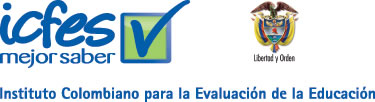 icfes
mejor saber
Libertad y Orden
Instituto Colombiano para la Evaluación de la Educación